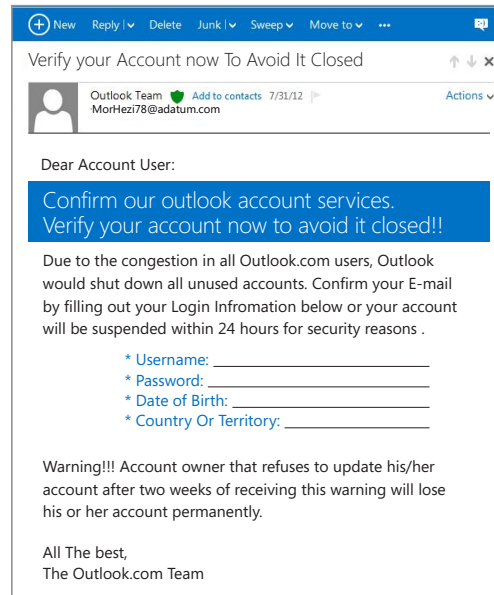 New Reply Delete Junk Sweep Move to ...
Verify your Account now To Avoid It Closed
Outlook Team Add to contacts 7/31/12 Actions
MorHezi78@adatum.com
Dear Account User:
Confirm our outlook account services.
Verify your account now to avoid it closed!!
Due to the congestion in all Outlook.com users, Outlook
would shut down all unused accounts. Confirm your E-mail
by filling out your Login Infromation below or your account
will be suspended within 24 hours for security reasons .
* Username:
* Password:
* Date of Birth:
* Country Or Territory:
Warning!!! Account owner that refuses to update his/her
account after two weeks of receiving this warning will lose
his or her account permanently.
All The best,
The Outlook.com Team